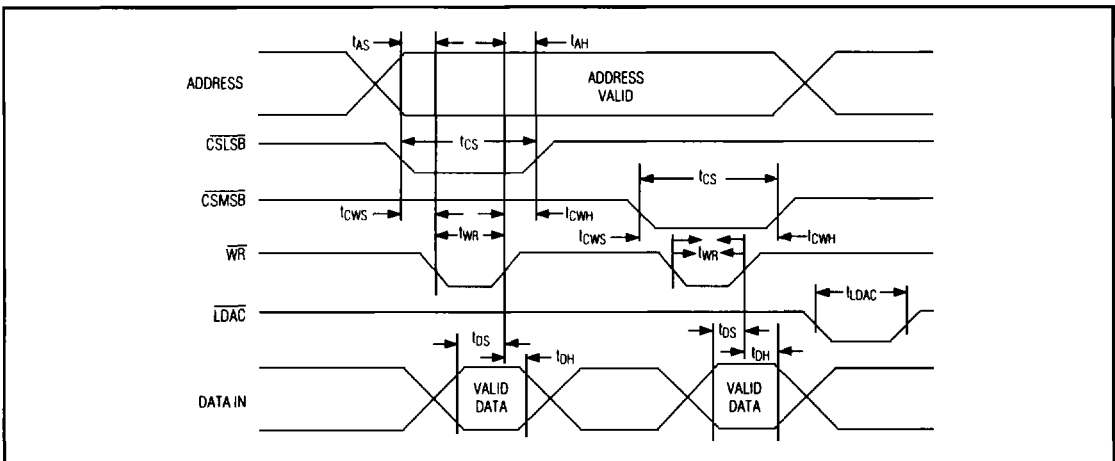 tAS
tAH
ADDRESS
ADDRESS
VALID
CSLSB
tCS
CSMSB
tCS
tCWS
tCWH
tWR
tCWS
tWR
tCWH
WR
LDAC
tLDAC
tDS
tDH
tDS
tDH
DATA IN
VALID
DATA
VALID
DATA